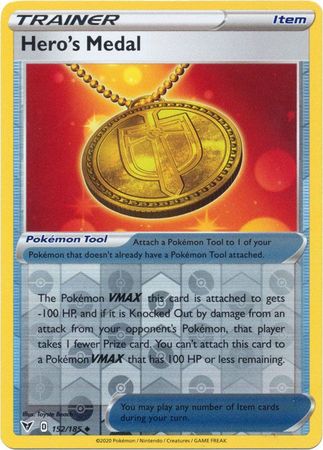 TRAINER
Item
Hero's Medal
Pokémon Tool
Attach a Pokémon Tool to 1 of your
Pokémon that doesn't already have a Pokémon Tool attached.
The Pokémon VMAX this card is attached to gets
-100 HP, and if it is Knocked Out by damage from an
attack from your opponent's Pokémon, that player
takes 1 fewer Prize card. You can't attach this card to
a Pokémon VMAX that has 100 HP or less remaining.
Illus. Toyste Beach
152/185
You may play any number of Item cards
during your turn.
©2020 Pokémon / Nintendo / Creatures / GAME FREAK